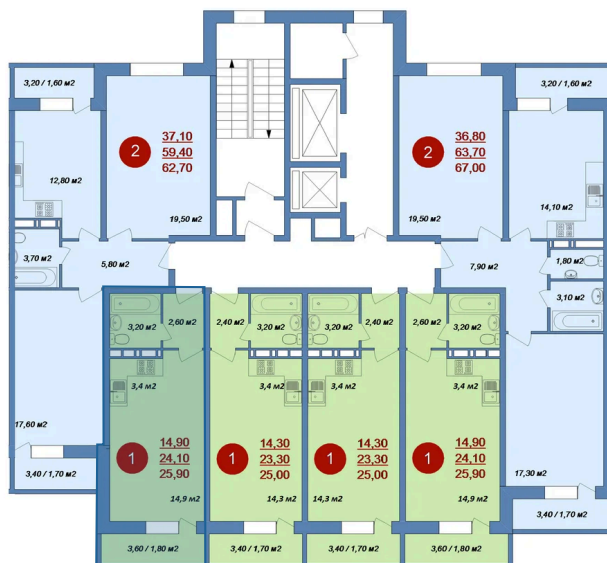 3,20 / 1,60 м2
3,20 / 1,60 м2
2
37,10
59,40
62,70
2
36,80
63,70
67,00
12,80 м2
14,10 м2
19,50 м2
19,50 м2
3,70 м2
5,80 м2
7,90 м2
1,80 м2
3,10 м2
3,20 м2
2,60 м2
2,40 м2
3,20 м2
3,20 м2
2,40 м2
2,60 м2
3,20 м2
3,4 м2
3,4 м2
3,4 м2
3,4 м2
17,60 м2
1
14,90
24,10
25,90
1
14,30
23,30
25,00
1
14,30
23,30
25,00
1
14,90
24,10
25,90
3,40 / 1,70 м2
17,30 м2
14,9 м2
14,3 м2
14,3 м2
14,9 м2
3,40 / 1,70 м2
3,60 / 1,80 м2
3,40 / 1,70 м2
3,40 / 1,70 м2
3,60 / 1,80 м2